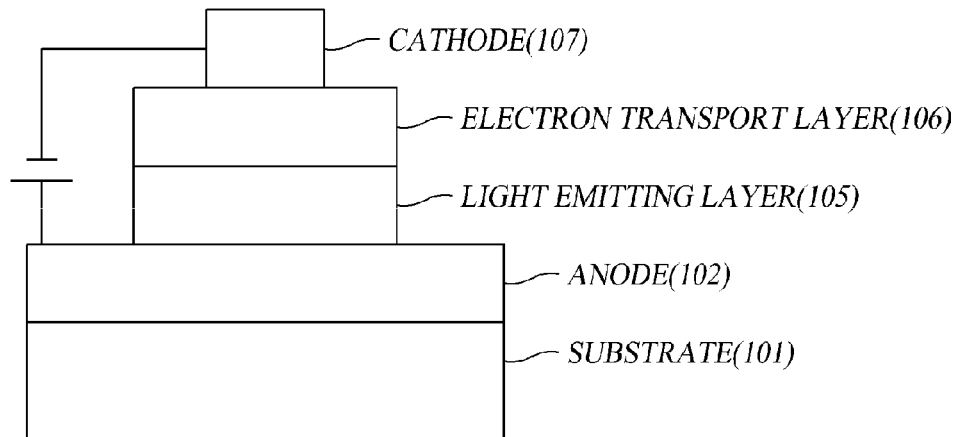 CATHODE(107)
ELECTRON TRANSPORT LAYER(106)
LIGHT EMITTING LAYER(105)
ANODE(102)
SUBSTRATE(101)